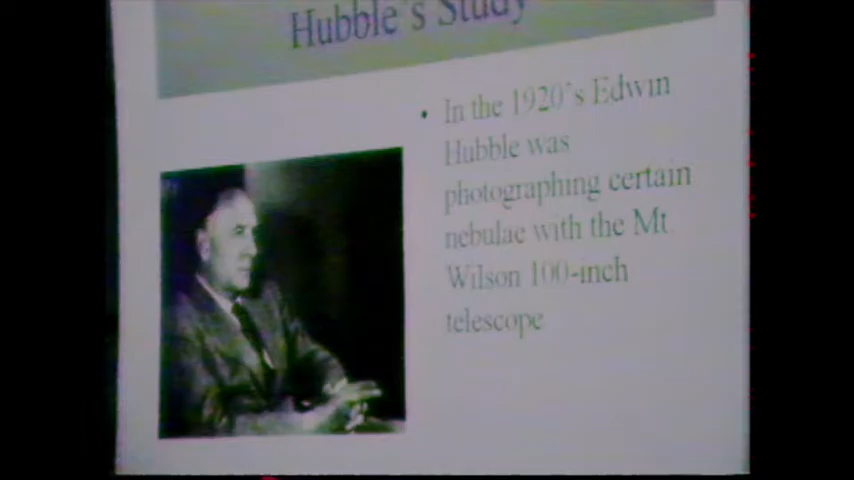 Hubble's Study
• In the 1920's Edwin
Hubble was
photographing certain
nebulae with the Mt
Wilson 100-inch
telescope